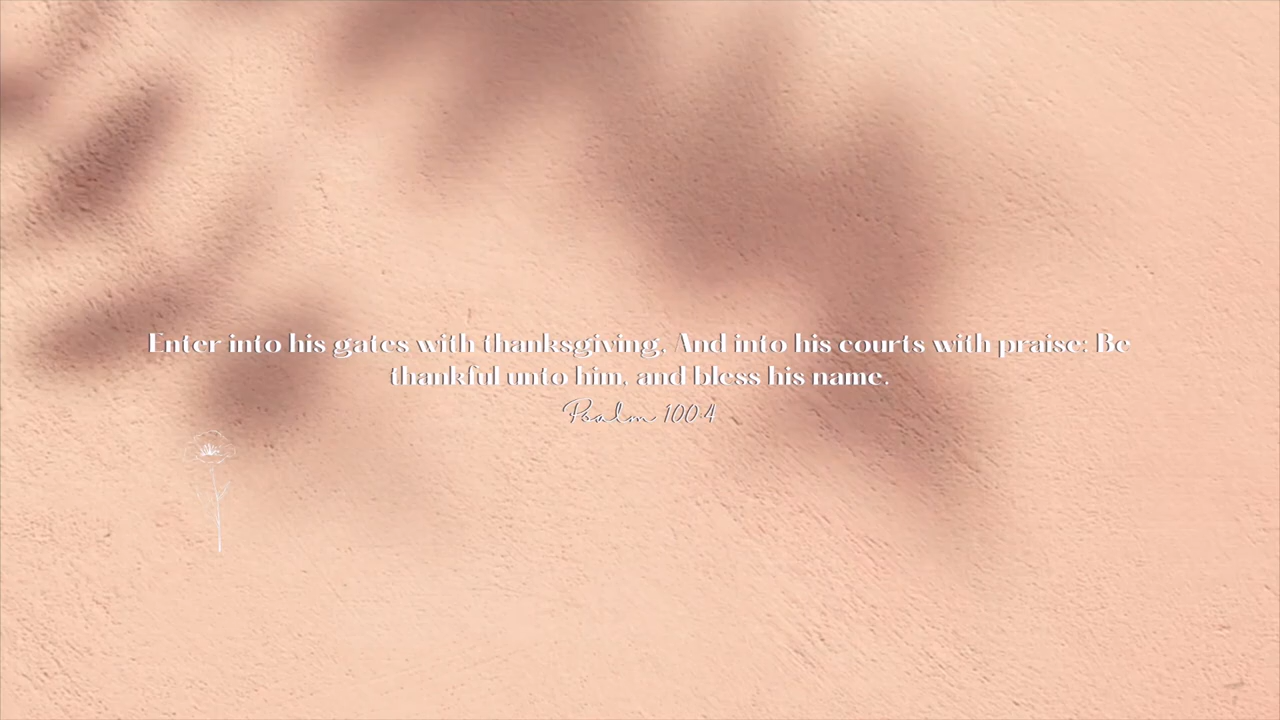 Enter into his gates with thanksgiving, And into his courts with praise: Be
thankful unto him, and bless his name.
Psalm 100:4